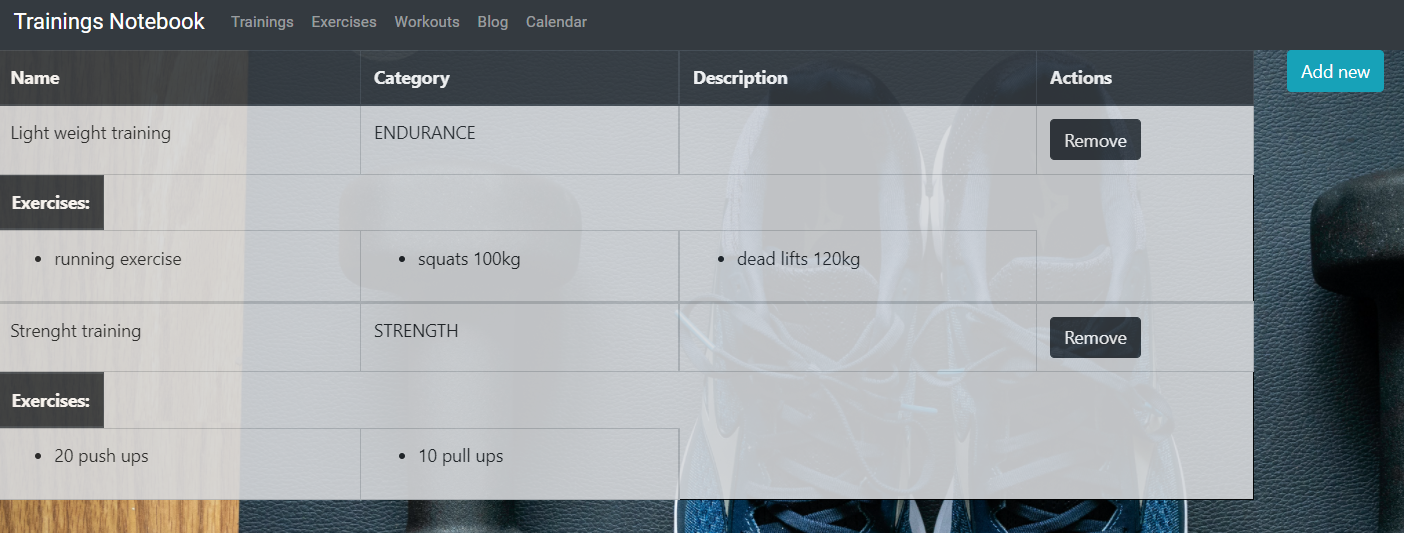 Trainings Notebook Trainings Exercises Workouts Blog Calendar
Name Category Description Actions Add new
Light weight training ENDURANCE Remove
Exercises:
• running exercise • squats 100kg • dead lifts 120kg
Strenght training STRENGTH Remove
Exercises:
• 20 push ups • 10 pull ups